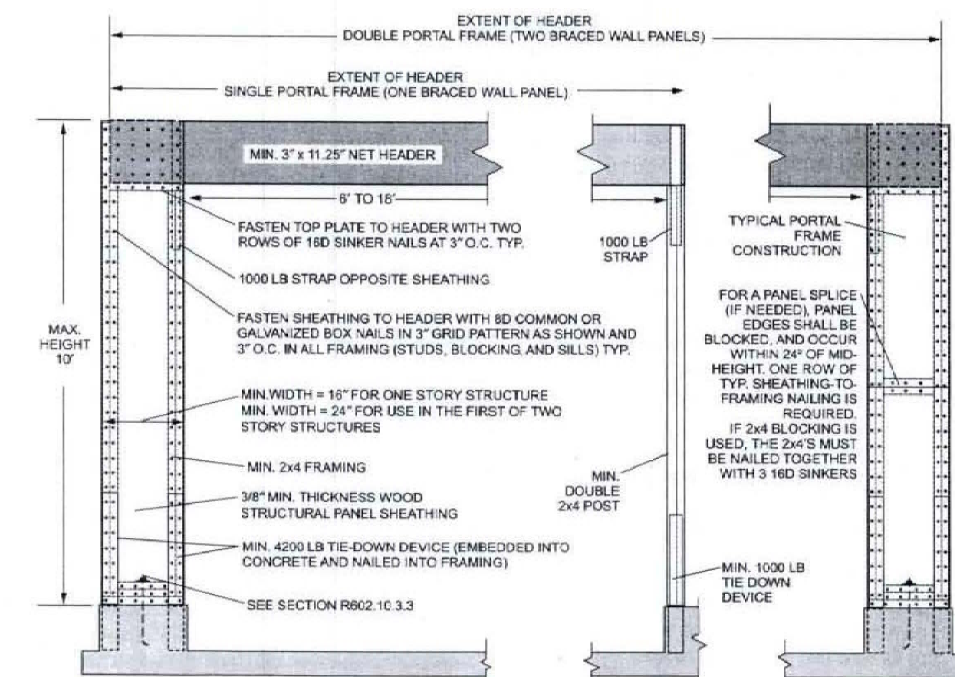 EXTENT OF HEADER
DOUBLE PORTAL FRAME (TWO BRACED WALL PANELS)
EXTENT OF HEADER
SINGLE PORTAL FRAME (ONE BRACED WALL PANEL)
MIN. 3" x 11.25" NET HEADER
6' TO 18'
FASTEN TOP PLATE TO HEADER WITH TWO
ROWS OF 16D SINKER NAILS AT 3" O.C. TYP.
1000 LB STRAP OPPOSITE SHEATHING
FASTEN SHEATHING TO HEADER WITH 8D COMMON OR
GALVANIZED BOX NAILS IN 3" GRID PATTERN AS SHOWN AND
3" O.C. IN ALL FRAMING (STUDS, BLOCKING, AND SILLS) TYP.
MAX.
HEIGHT
10'
MIN.WIDTH = 16" FOR ONE STORY STRUCTURE
MIN. WIDTH = 24" FOR USE IN THE FIRST OF TWO
STORY STRUCTURES
MIN. 2x4 FRAMING
3/8" MIN. THICKNESS WOOD
STRUCTURAL PANEL SHEATHING
MIN. 4200 LB TIE-DOWN DEVICE (EMBEDDED INTO
CONCRETE AND NAILED INTO FRAMING)
SEE SECTION R602.10.3.3
1000 LB
STRAP
MIN.
DOUBLE
2x4 POST
MIN. 1000 LB
TIE DOWN
DEVICE
TYPICAL PORTAL
FRAME
CONSTRUCTION
FOR A PANEL SPLICE
(IF NEEDED), PANEL
EDGES SHALL BE
BLOCKED, AND OCCUR
WITHIN 24" OF MID-
HEIGHT. ONE ROW OF
TYP. SHEATHING-TO-
FRAMING NAILING IS
REQUIRED.
IF 2x4 BLOCKING IS
USED, THE 2x4'S MUST
BE NAILED TOGETHER
WITH 3 16D SINKERS